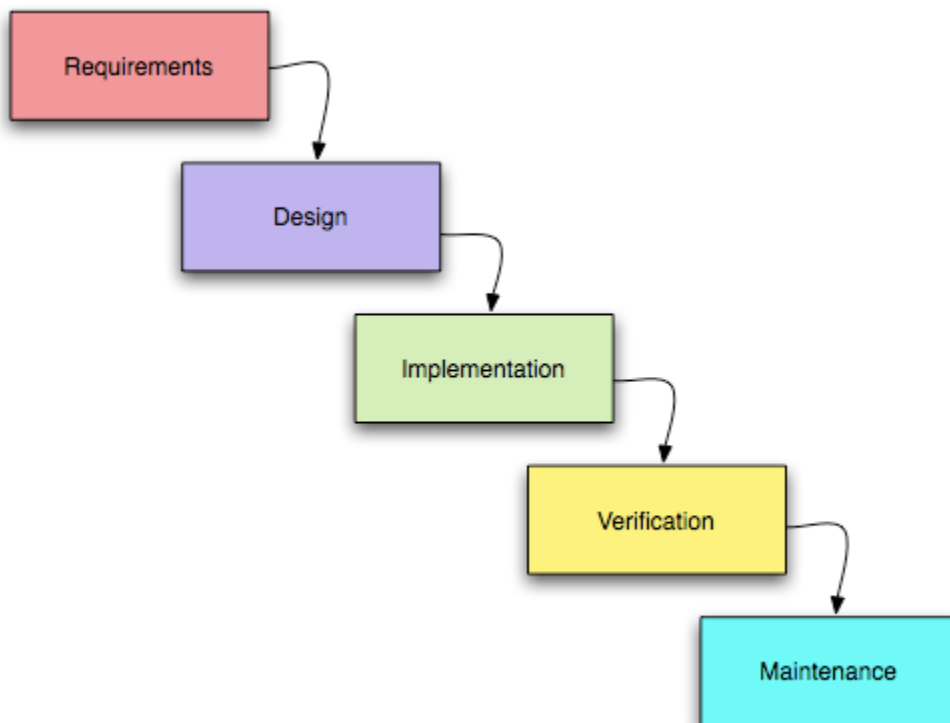 Requirements
Design
Implementation
Verification
Maintenance